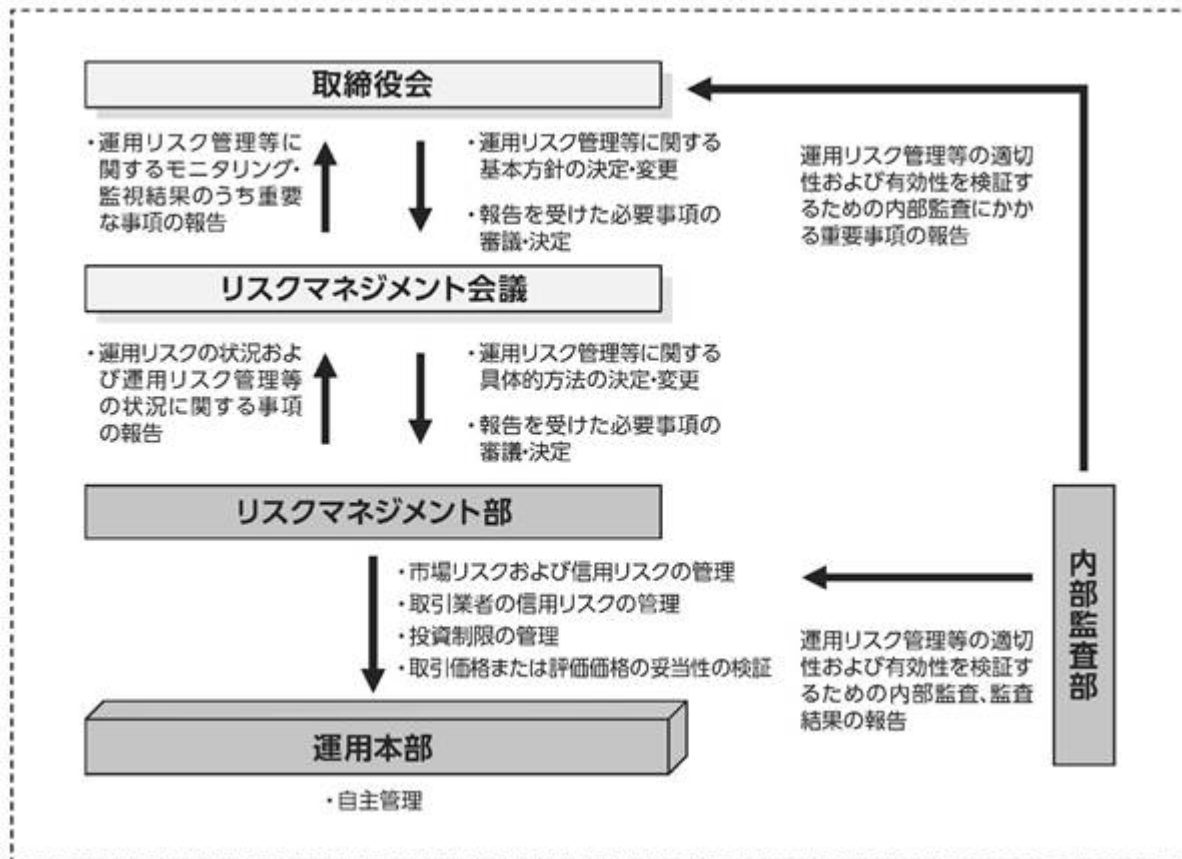 取締役会
・運用リスク管理等に
関するモニタリング・
監視結果のうち重要
な事項の報告
・運用リスク管理等に関する
基本方針の決定・変更
・報告を受けた必要事項の
審議・決定
運用リスク管理等の適切
性および有効性を検証す
るための内部監査にかか
る重要事項の報告
リスクマネジメント会議
・運用リスクの状況およ
び運用リスク管理等
の状況に関する事項
の報告
・運用リスク管理等に関する
具体的方法の決定・変更
・報告を受けた必要事項の
審議・決定
リスクマネジメント部
・市場リスクおよび信用リスクの管理
・取引業者の信用リスクの管理
・投資制限の管理
・取引価格または評価価格の妥当性の検証
運用リスク管理等の適切
性および有効性を検証す
るための内部監査、監査
結果の報告
内部監査部
運用本部
・自主管理